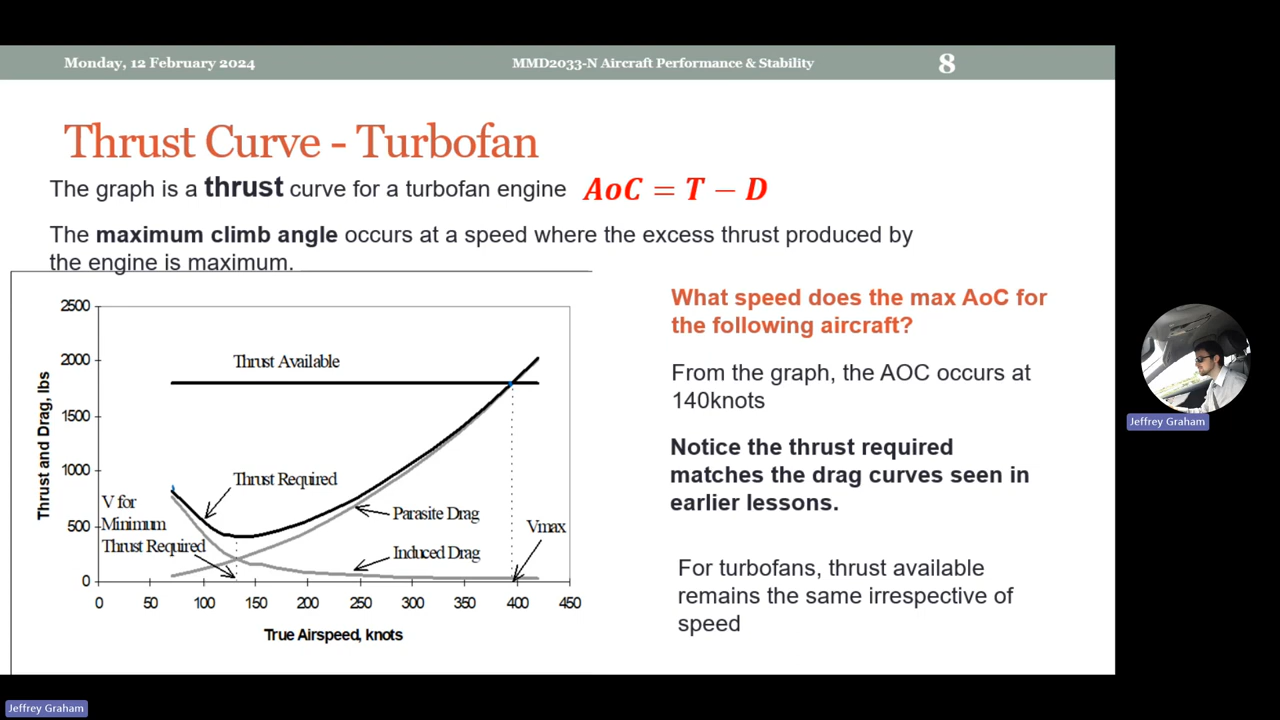 Monday, 12 February 2024
MMD2033-N Aircraft Performance & Stability
8
Thrust Curve - Turbofan
The graph is a thrust curve for a turbofan engine AoC = T − D
The maximum climb angle occurs at a speed where the excess thrust produced by
the engine is maximum.
What speed does the max AoC for
the following aircraft?
From the graph, the AOC occurs at
140knots
Notice the thrust required
matches the drag curves seen in
earlier lessons.
For turbofans, thrust available
remains the same irrespective of
speed
Thrust and Drag, lbs
2500
2000
1500
1000
500
0
Thrust Available
Thrust Required
V for
Minimum
Thrust Required
Parasite Drag
Induced Drag
Vmax
0 50 100 150 200 250 300 350 400 450
True Airspeed, knots
Jeffrey Graham
Jeffrey Graham